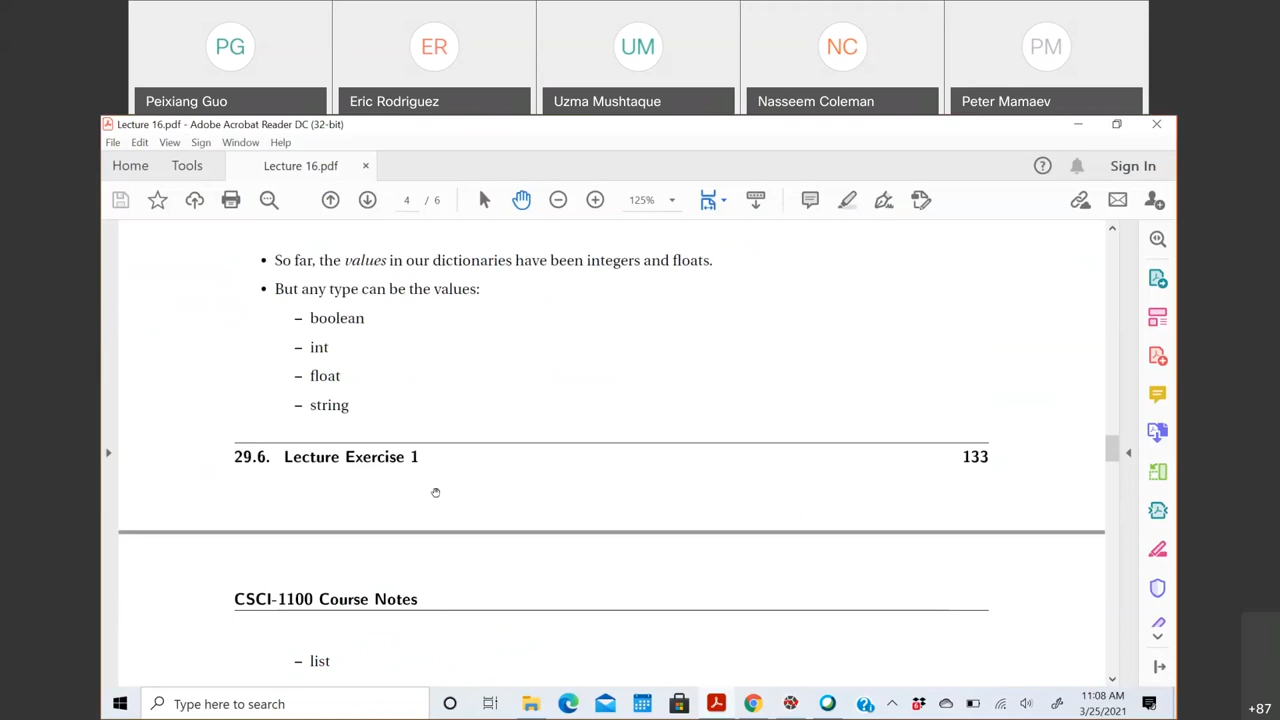 PG
ER
UM
NC
PM
Peixiang Guo
Eric Rodriguez
Uzma Mushtaque
Nasseem Coleman
Peter Mamaev
Lecture 16.pdf - Adobe Acrobat Reader DC (32-bit)
File Edit View Sign Window Help
Home Tools Lecture 16.pdf × Sign In
4 / 6 125%
• So far, the values in our dictionaries have been integers and floats.
• But any type can be the values:
– boolean
– int
– float
– string
29.6. Lecture Exercise 1 133
CSCI-1100 Course Notes
– list
Type here to search
11:08 AM
3/25/2021
+87